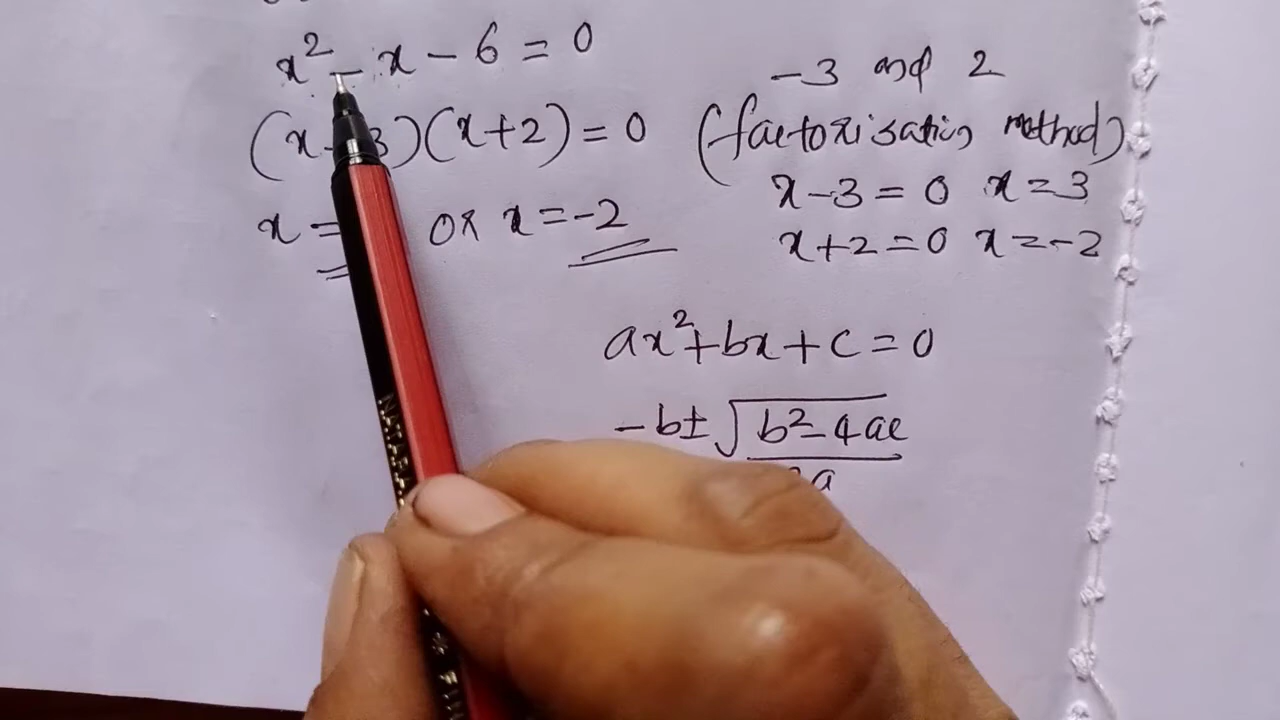 x² - x - 6 = 0
-3 and 2
(x- 3)(x+2) = 0 (factorisation method)
x-3 = 0 x = 3
x = or x = -2
x+2 = 0 x = -2
ax²+bx+c = 0
-b± √b²-4ac
a
NATARA